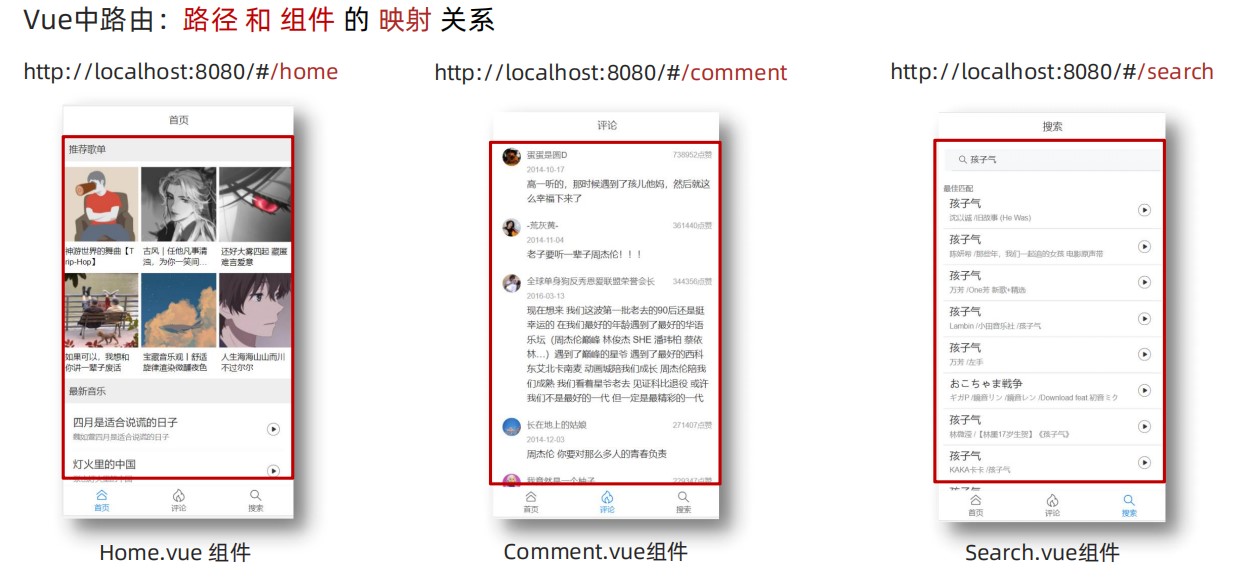 Vue中路由：路径 和 组件 的 映射 关系
http://localhost:8080/#/home
首页
推荐歌单
神游世界的舞曲【T
rip-Hop】
古风 | 任他凡事清
浊，为你一笑间...
还好大雾四起 藏匿
难言爱意
如果可以，我想和
你讲一辈子废话
宝藏音乐观 | 舒适
旋律渲染微醺夜色
人生海海山山而川
不过尔尔
最新音乐
四月是适合说谎的日子
魏如萱四月是适合说谎的日子
灯火里的中国
首页
评论
搜索
Home.vue 组件
http://localhost:8080/#/comment
评论
蛋蛋是圆D
738952点赞
2014-10-17
高一听的，那时候遇到了孩儿他妈，然后就这
么幸福下来了
-荒灰黄-
361440点赞
2014-11-04
老子要听一辈子周杰伦！！！
全球单身狗反秀恩爱联盟荣誉会长
344356点赞
2016-03-13
现在想来 我们这波第一批老去的90后还是挺
幸运的 在我们最好的年龄遇到了最好的华语
乐坛（周杰伦巅峰 林俊杰 SHE 潘玮柏 蔡依
林…）遇到了巅峰的星爷 遇到了最好的西科
东艾北卡南麦 动画城陪我们成长 周杰伦陪我
们成熟 我们看着星爷老去 见证科比退役 或许
我们不是最好的一代 但一定是最精彩的一代
长在地上的姑娘
271407点赞
2014-12-03
周杰伦 你要对那么多人的青春负责
我竟然是一个柚子
229347点赞
首页
评论
搜索
Comment.vue组件
http://localhost:8080/#/search
搜索
孩子气
最佳匹配
孩子气
沈以诚 /旧故事 (He Was)
孩子气
陈妍希 /那些年，我们一起追的女孩 电影原声带
孩子气
万芳 /One芳 新歌+精选
孩子气
Lambin /小田音乐社 /孩子气
孩子气
万芳 /左手
おこちゃま戦争
ギガP /鏡音リン /鏡音レン /Download feat.初音ミク
孩子气
孩子气
KAKA卡卡 /孩子气
孩子气
首页
评论
搜索
Search.vue组件